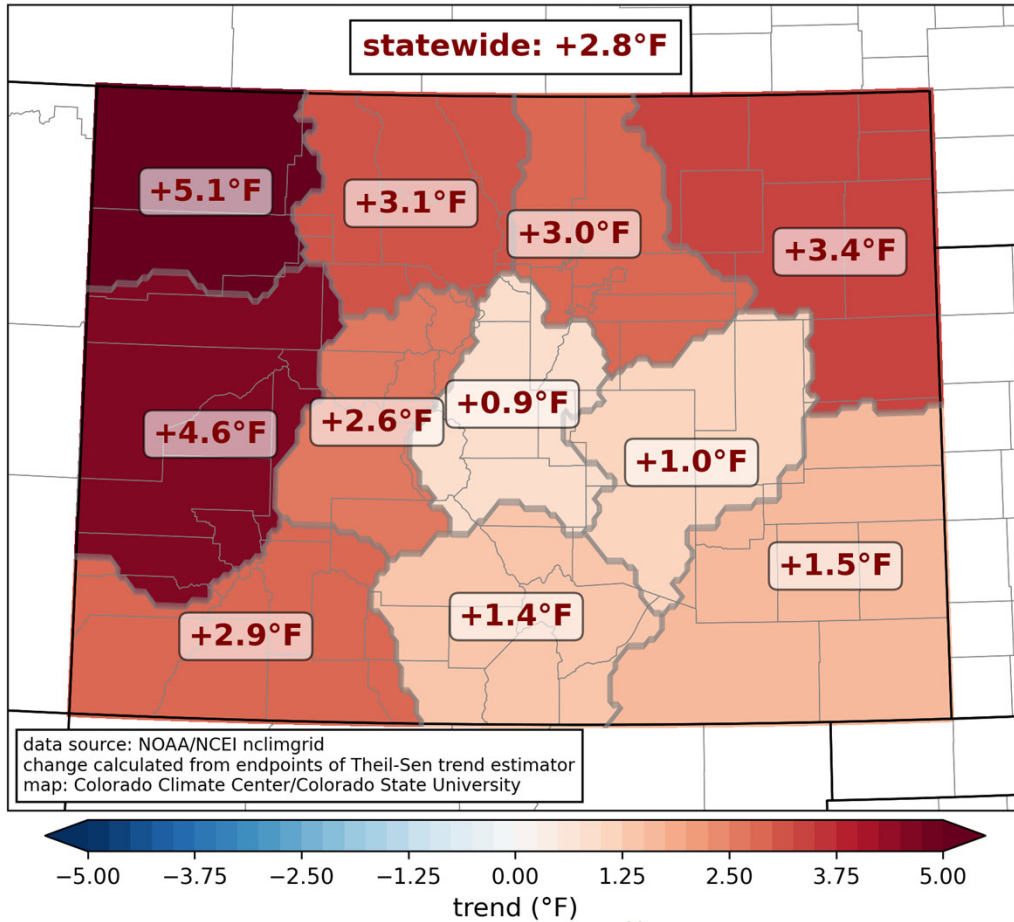 statewide: +2.8°F
+5.1°F
+3.1°F
+3.0°F
+3.4°F
+0.9°F
+2.6°F
+4.6°F
+1.0°F
+1.5°F
+1.4°F
+2.9°F
data source: NOAA/NCEI nclimgrid
change calculated from endpoints of Theil-Sen trend estimator
map: Colorado Climate Center/Colorado State University
−5.00 −3.75 −2.50 −1.25 0.00 1.25 2.50 3.75 5.00
trend (°F)